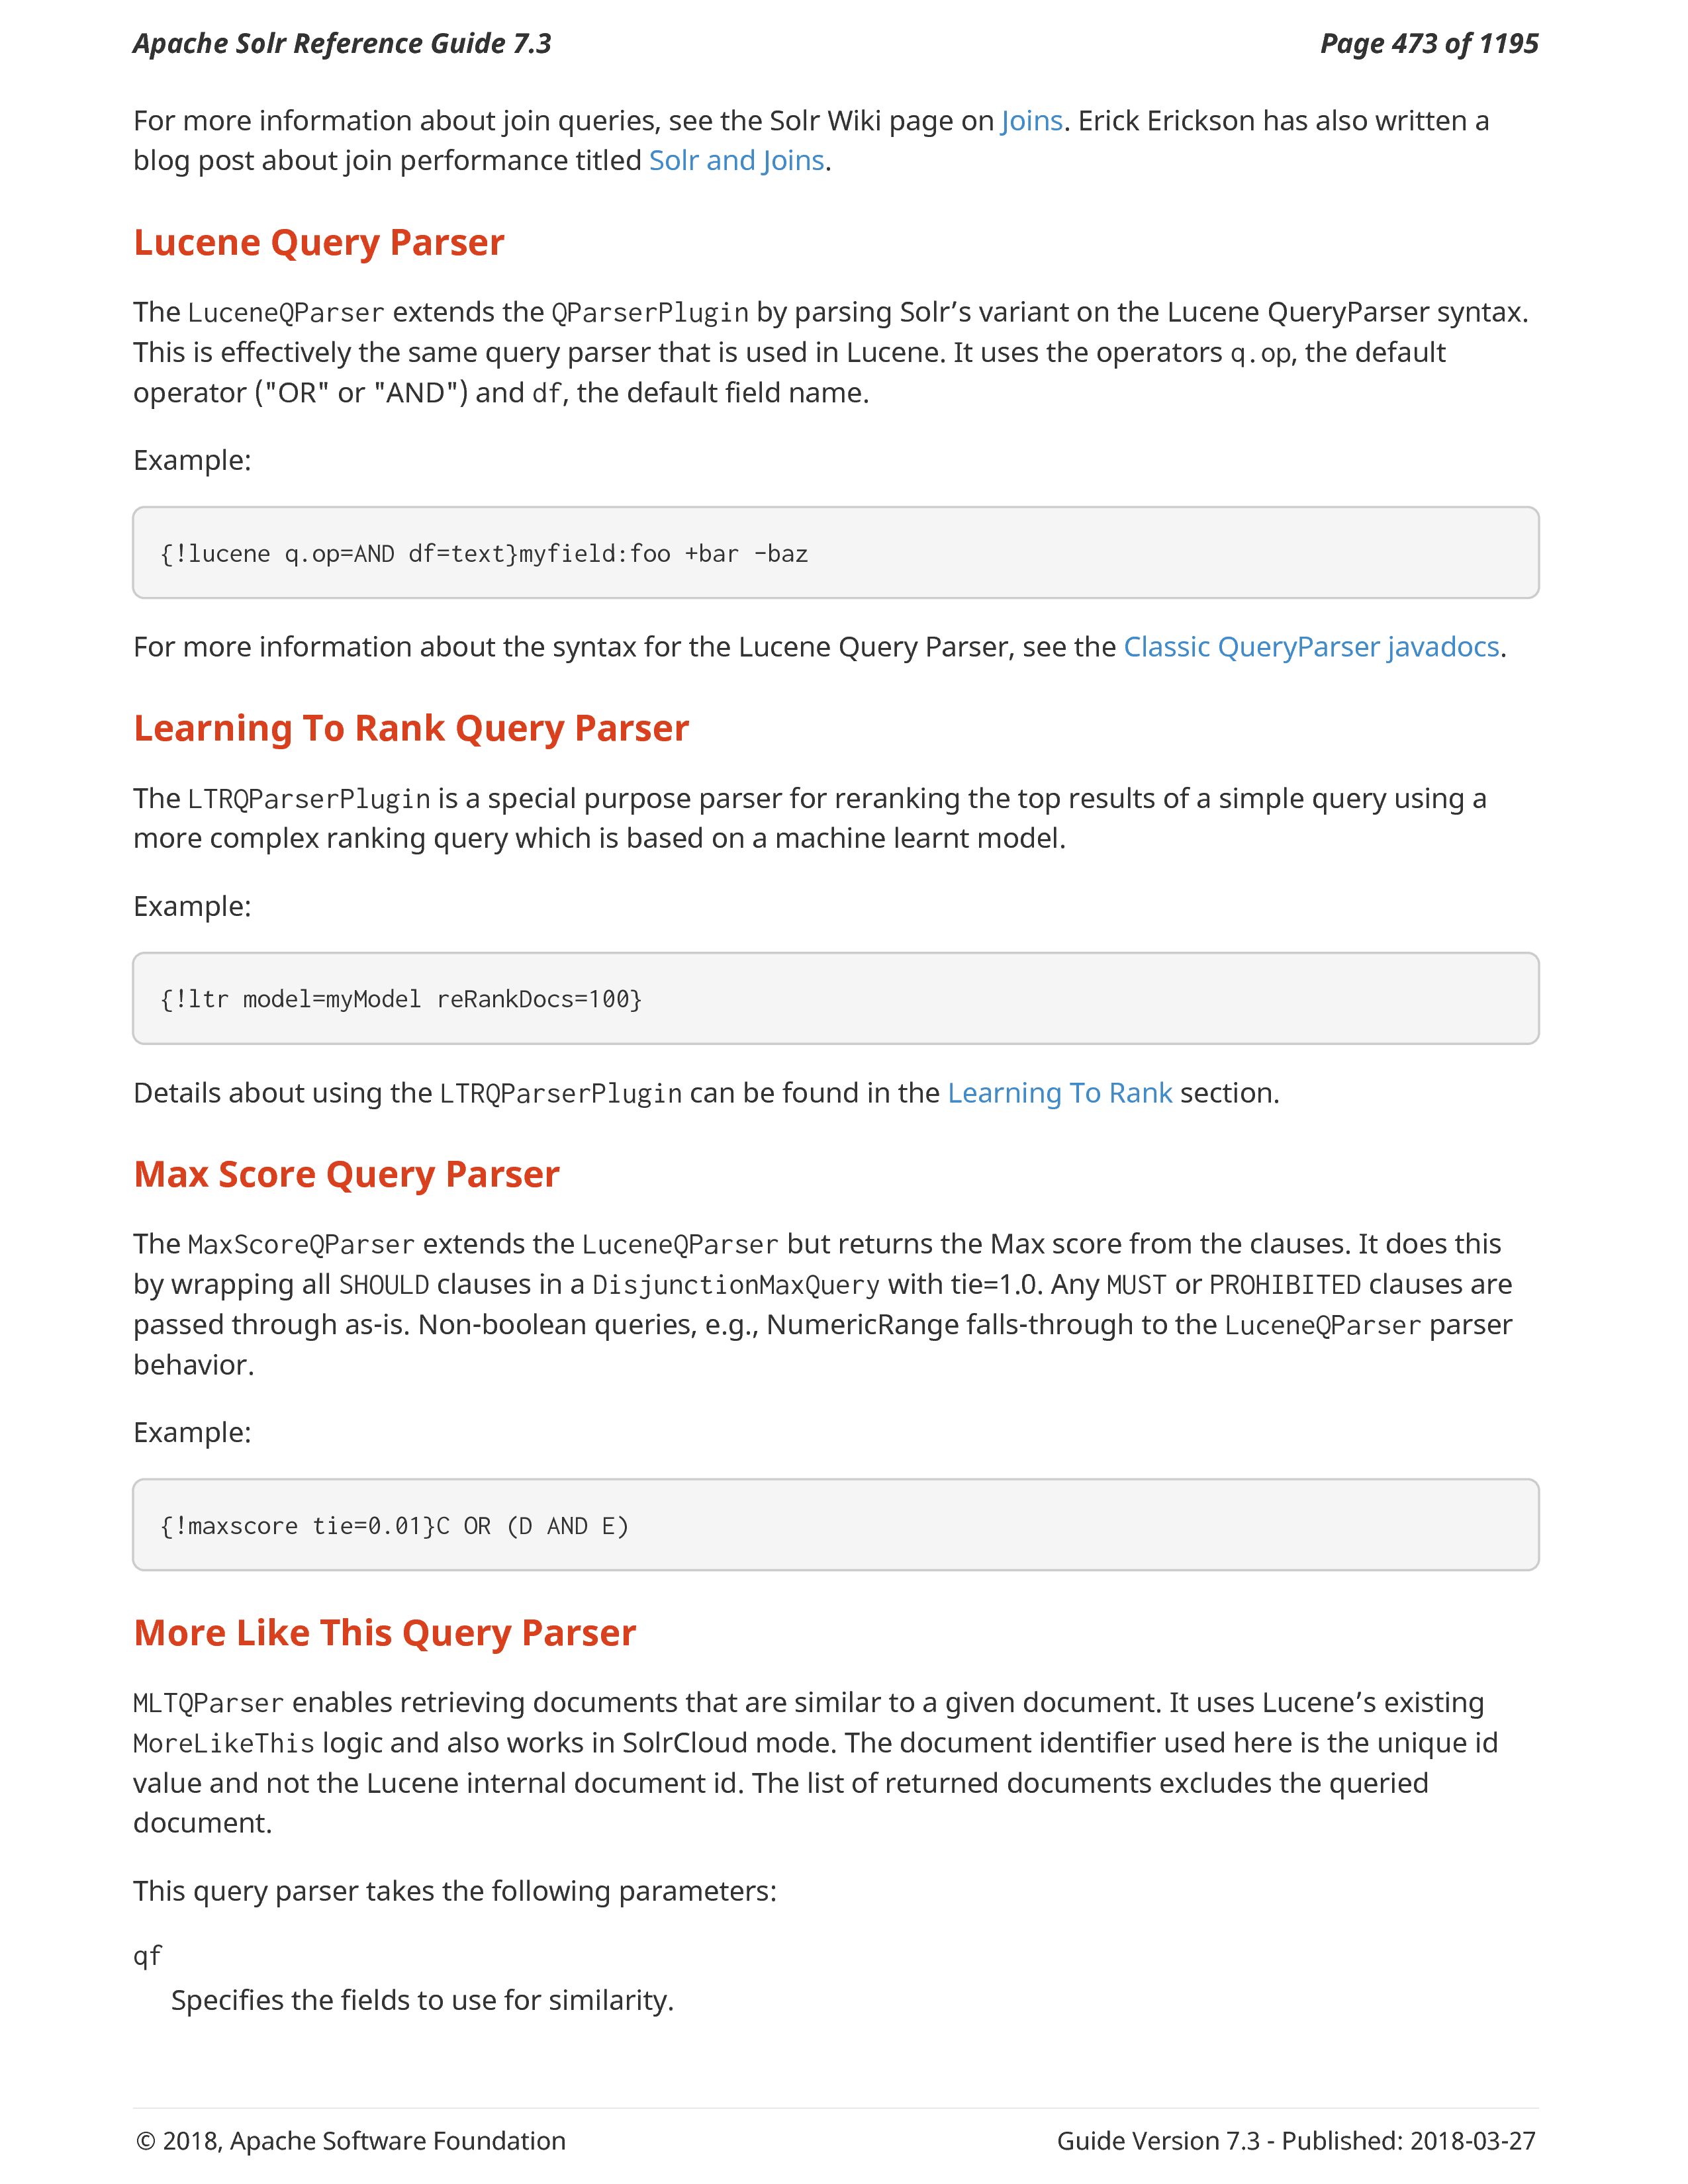 Apache Solr Reference Guide 7.3 Page 473 of 1195
For more information about join queries, see the Solr Wiki page on Joins. Erick Erickson has also written a
blog post about join performance titled Solr and Joins.
Lucene Query Parser
The LuceneQParser extends the QParserPlugin by parsing Solr’s variant on the Lucene QueryParser syntax.
This is effectively the same query parser that is used in Lucene. It uses the operators q.op, the default
operator ("OR" or "AND") and df, the default field name.
Example:
{!lucene q.op=AND df=text}myfield:foo +bar -baz
For more information about the syntax for the Lucene Query Parser, see the Classic QueryParser javadocs.
Learning To Rank Query Parser
The LTRQParserPlugin is a special purpose parser for reranking the top results of a simple query using a
more complex ranking query which is based on a machine learnt model.
Example:
{!ltr model=myModel reRankDocs=100}
Details about using the LTRQParserPlugin can be found in the Learning To Rank section.
Max Score Query Parser
The MaxScoreQParser extends the LuceneQParser but returns the Max score from the clauses. It does this
by wrapping all SHOULD clauses in a DisjunctionMaxQuery with tie=1.0. Any MUST or PROHIBITED clauses are
passed through as-is. Non-boolean queries, e.g., NumericRange falls-through to the LuceneQParser parser
behavior.
Example:
{!maxscore tie=0.01}C OR (D AND E)
More Like This Query Parser
MLTQParser enables retrieving documents that are similar to a given document. It uses Lucene’s existing
MoreLikeThis logic and also works in SolrCloud mode. The document identifier used here is the unique id
value and not the Lucene internal document id. The list of returned documents excludes the queried
document.
This query parser takes the following parameters:
qf
Specifies the fields to use for similarity.
© 2018, Apache Software Foundation Guide Version 7.3 - Published: 2018-03-27